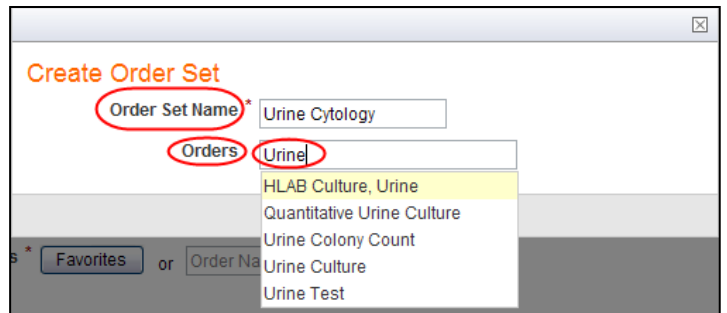 Create Order Set
Order Set Name * Urine Cytology
Orders Urine
HLAB Culture, Urine
Quantitative Urine Culture
Urine Colony Count
s * Favorites or Order Na
Urine Culture
Urine Test